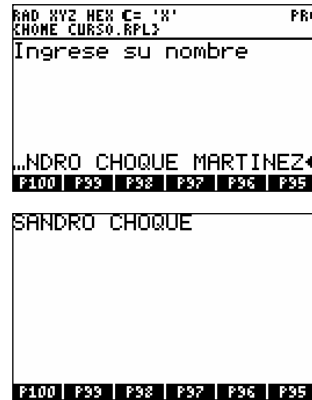 RAD XYZ HEX C= 'X' PR
{HOME CURSO.RPL}
Ingrese su nombre
…NDRO CHOQUE MARTINEZ◀
P100 P99 P98 P97 P96 P95
SANDRO CHOQUE
P100 P99 P98 P97 P96 P95